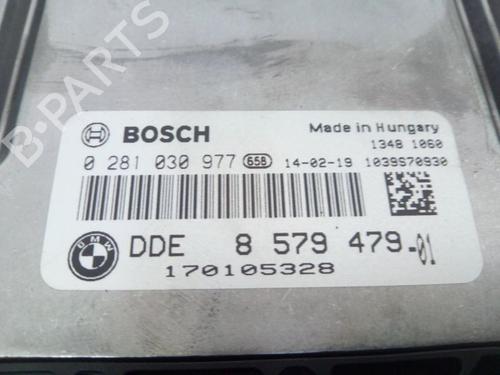 B-PARTS
BOSCH
Made in Hungary
1348 1060
0 281 030 977 658 14-02-19 1039S70930
BMW DDE 8 579 479-01
170105328